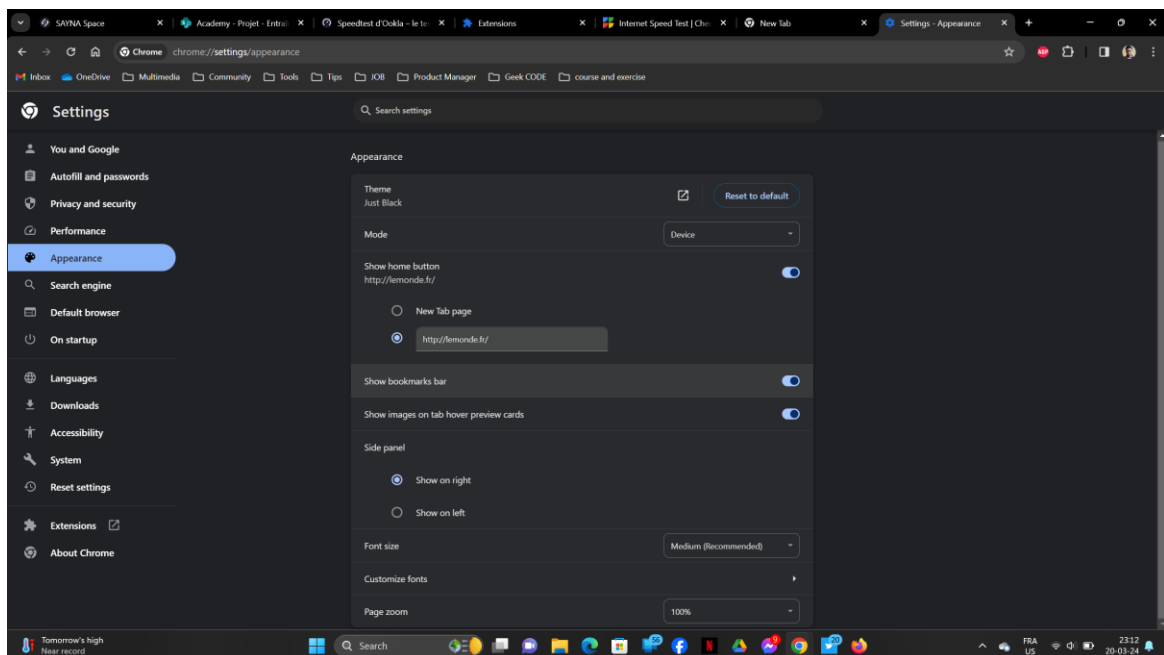 SAYNA Space
Academy - Projet - Entraî
Speedtest d'Ookla – le te
Extensions
Internet Speed Test | Che
New Tab
Settings - Appearance
Chrome chrome://settings/appearance
ABP
Inbox OneDrive Multimedia Community Tools Tips JOB Product Manager Geek CODE course and exercise
Settings
Search settings
You and Google
Autofill and passwords
Privacy and security
Performance
Appearance
Search engine
Default browser
On startup
Languages
Downloads
Accessibility
System
Reset settings
Extensions
About Chrome
Appearance
Theme
Just Black
Reset to default
Mode
Device
Show home button
http://lemonde.fr/
New Tab page
http://lemonde.fr/
Show bookmarks bar
Show images on tab hover preview cards
Side panel
Show on right
Show on left
Font size
Medium (Recommended)
Customize fonts
Page zoom
100%
Tomorrow's high
Near record
Search
56
9
20
FRA
US
23:12
20-03-24